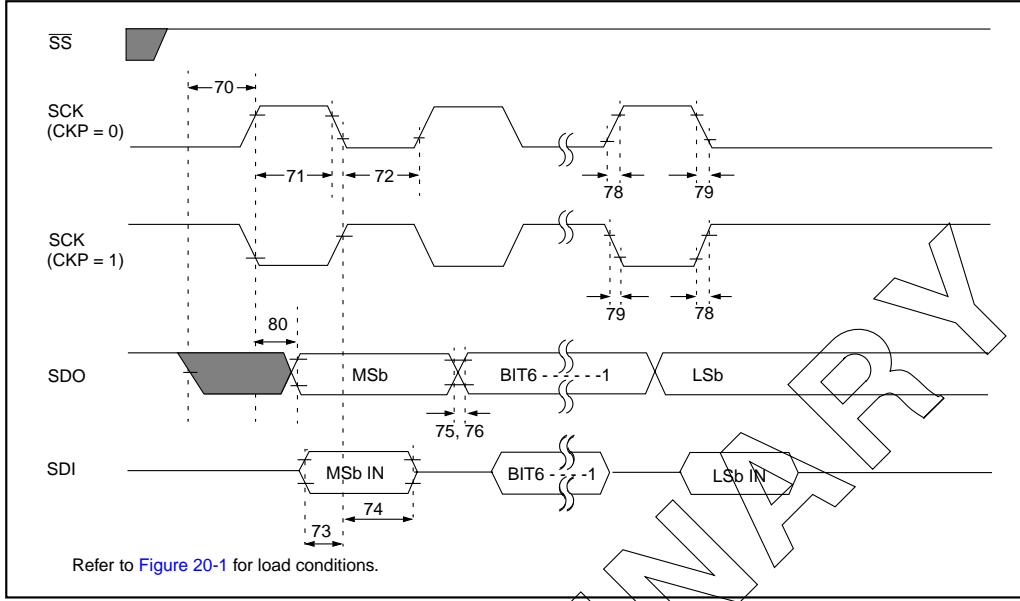 SS
70
SCK
(CKP = 0)
71
72
78
79
SCK
(CKP = 1)
79
78
80
SDO
MSb
BIT6 - - - - - -1
LSb
75, 76
SDI
MSb IN
BIT6 - - - -1
LSb IN
74
73
Refer to Figure 20-1 for load conditions.
NARY